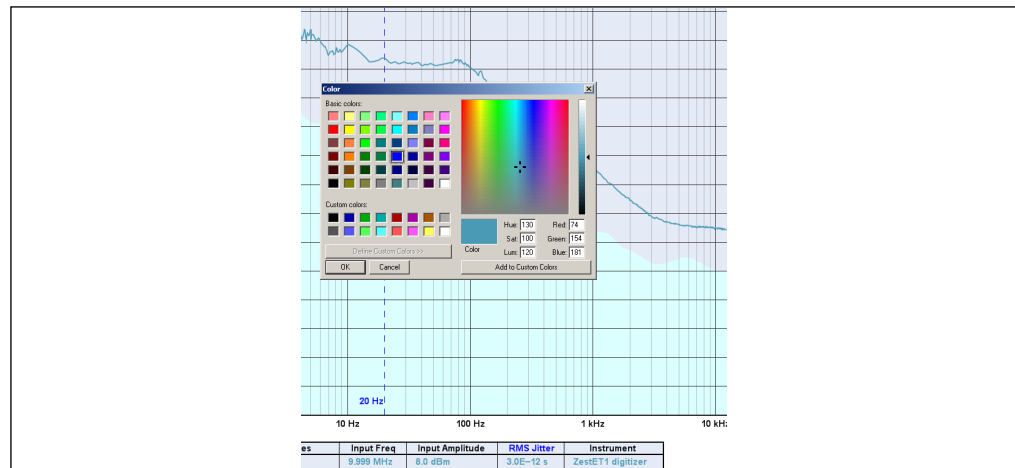 Color
Basic colors:
Custom colors:
Define Custom Colors >>
OK Cancel
Color
Hue: 130 Red: 74
Sat: 100 Green: 154
Lum: 120 Blue: 181
Add to Custom Colors
20 Hz
10 Hz 100 Hz 1 kHz 10 kHz
es Input Freq Input Amplitude RMS Jitter Instrument
9.999 MHz 8.0 dBm 3.0E–12 s ZestET1 digitizer